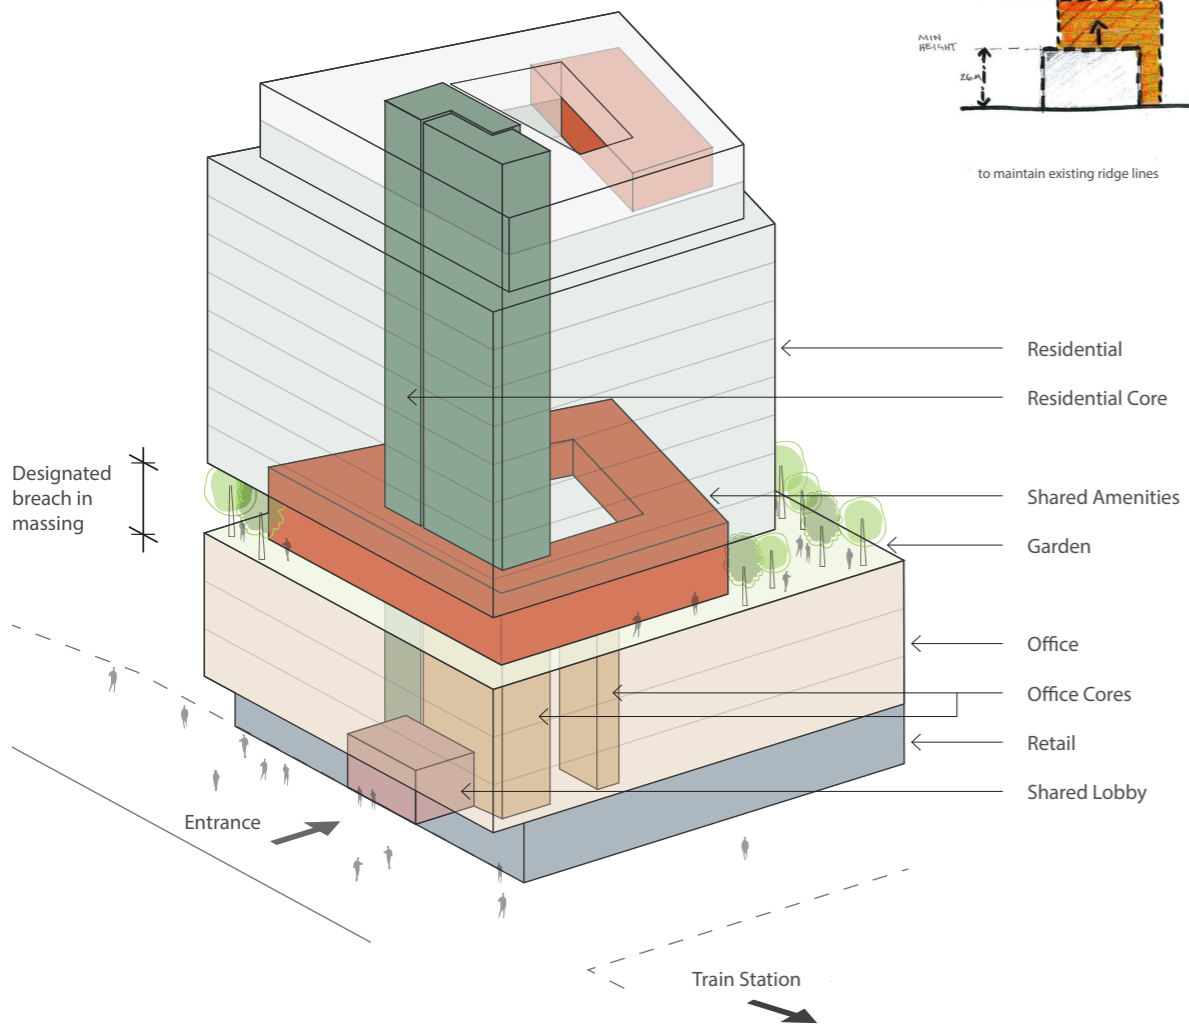 MIN
HEIGHT
26m
to maintain existing ridge lines
Residential
Residential Core
Designated
breach in
massing
Shared Amenities
Garden
Office
Office Cores
Retail
Shared Lobby
Entrance
Train Station